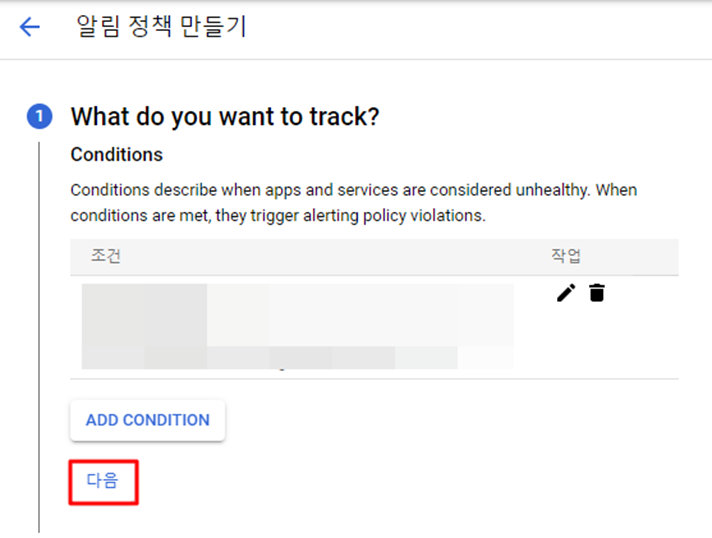 알림 정책 만들기
1 What do you want to track?
Conditions
Conditions describe when apps and services are considered unhealthy. When
conditions are met, they trigger alerting policy violations.
조건 작업
ADD CONDITION
다음